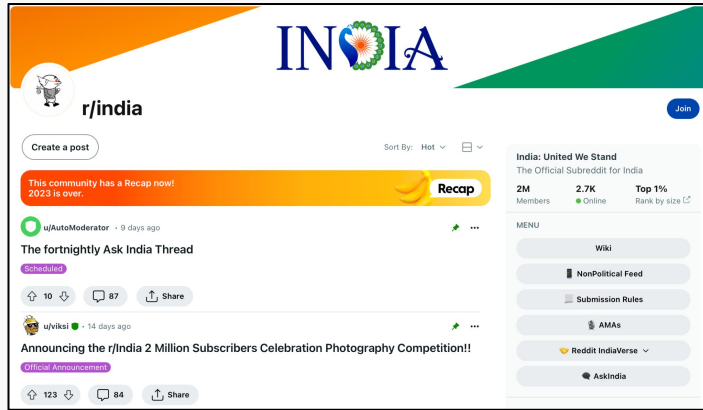 INDIA
r/india
Join
Create a post
Sort By: Hot
This community has a Recap now!
2023 is over.
Recap
u/AutoModerator • 9 days ago
The fortnightly Ask India Thread
Scheduled
10
87
Share
u/viksi • 14 days ago
Announcing the r/India 2 Million Subscribers Celebration Photography Competition!!
Official Announcement
123
84
Share
India: United We Stand
The Official Subreddit for India
2M 2.7K Top 1%
Members Online Rank by size
MENU
Wiki
NonPolitical Feed
Submission Rules
AMAs
Reddit IndiaVerse
AskIndia